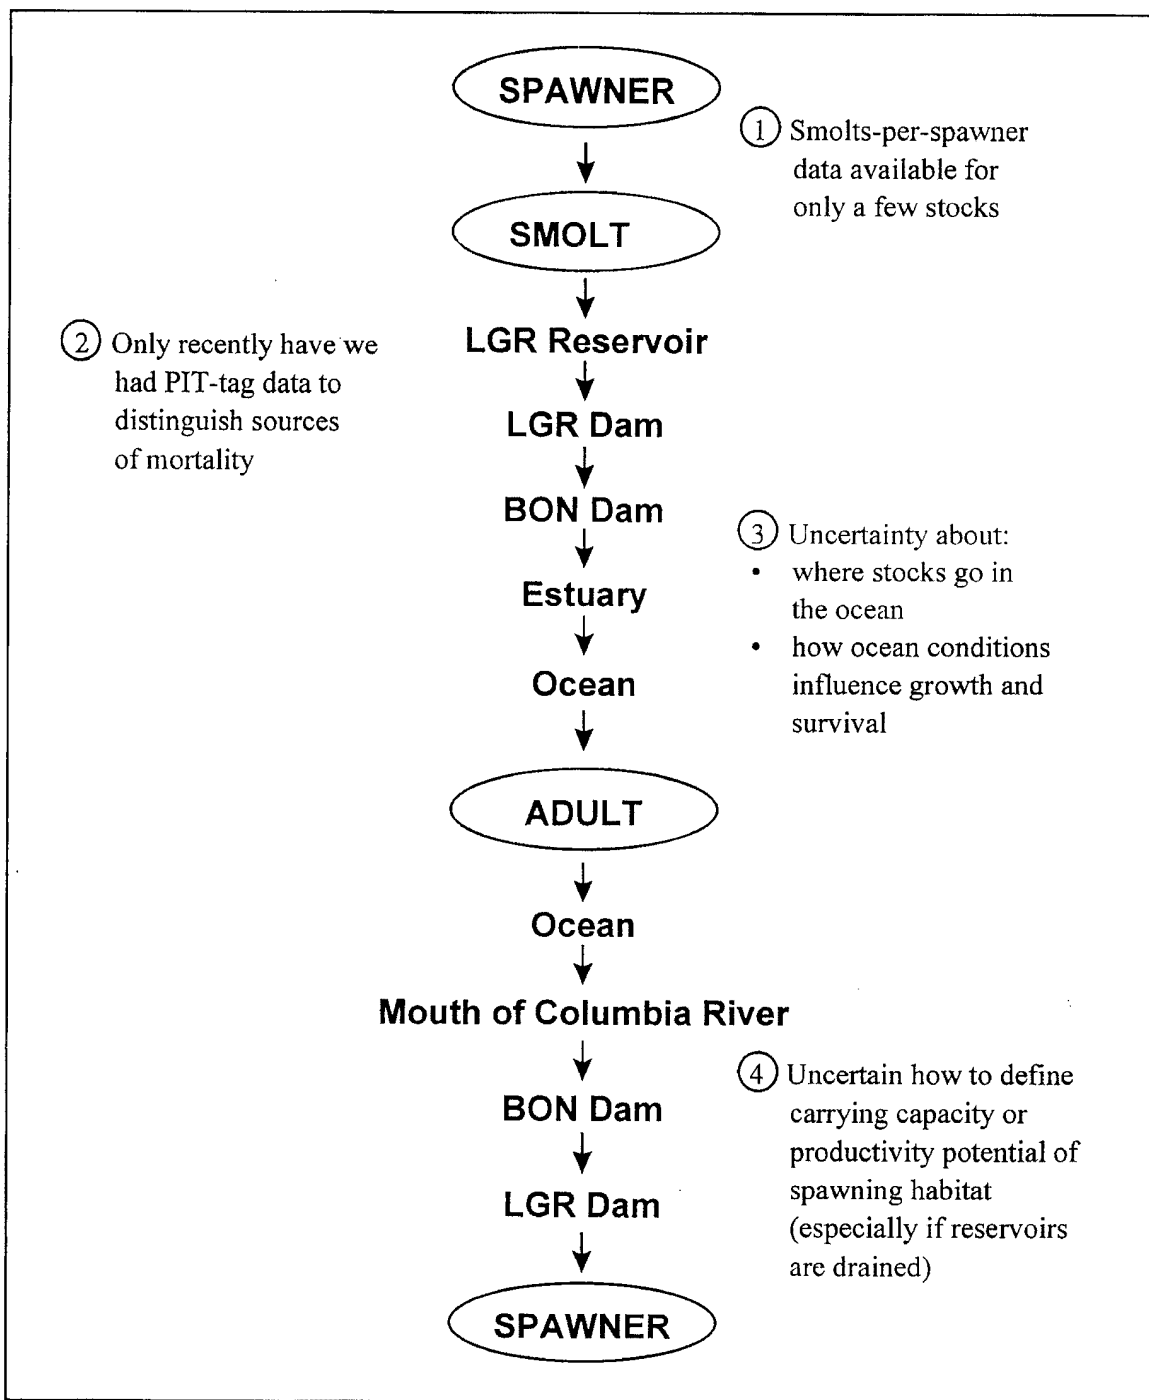 SPAWNER
① Smolts-per-spawner
data available for
only a few stocks
SMOLT
② Only recently have we
had PIT-tag data to
distinguish sources
of mortality
LGR Reservoir
LGR Dam
BON Dam
③ Uncertainty about:
• where stocks go in
the ocean
• how ocean conditions
influence growth and
survival
Estuary
Ocean
ADULT
Ocean
Mouth of Columbia River
BON Dam
④ Uncertain how to define
carrying capacity or
productivity potential of
spawning habitat
(especially if reservoirs
are drained)
LGR Dam
SPAWNER